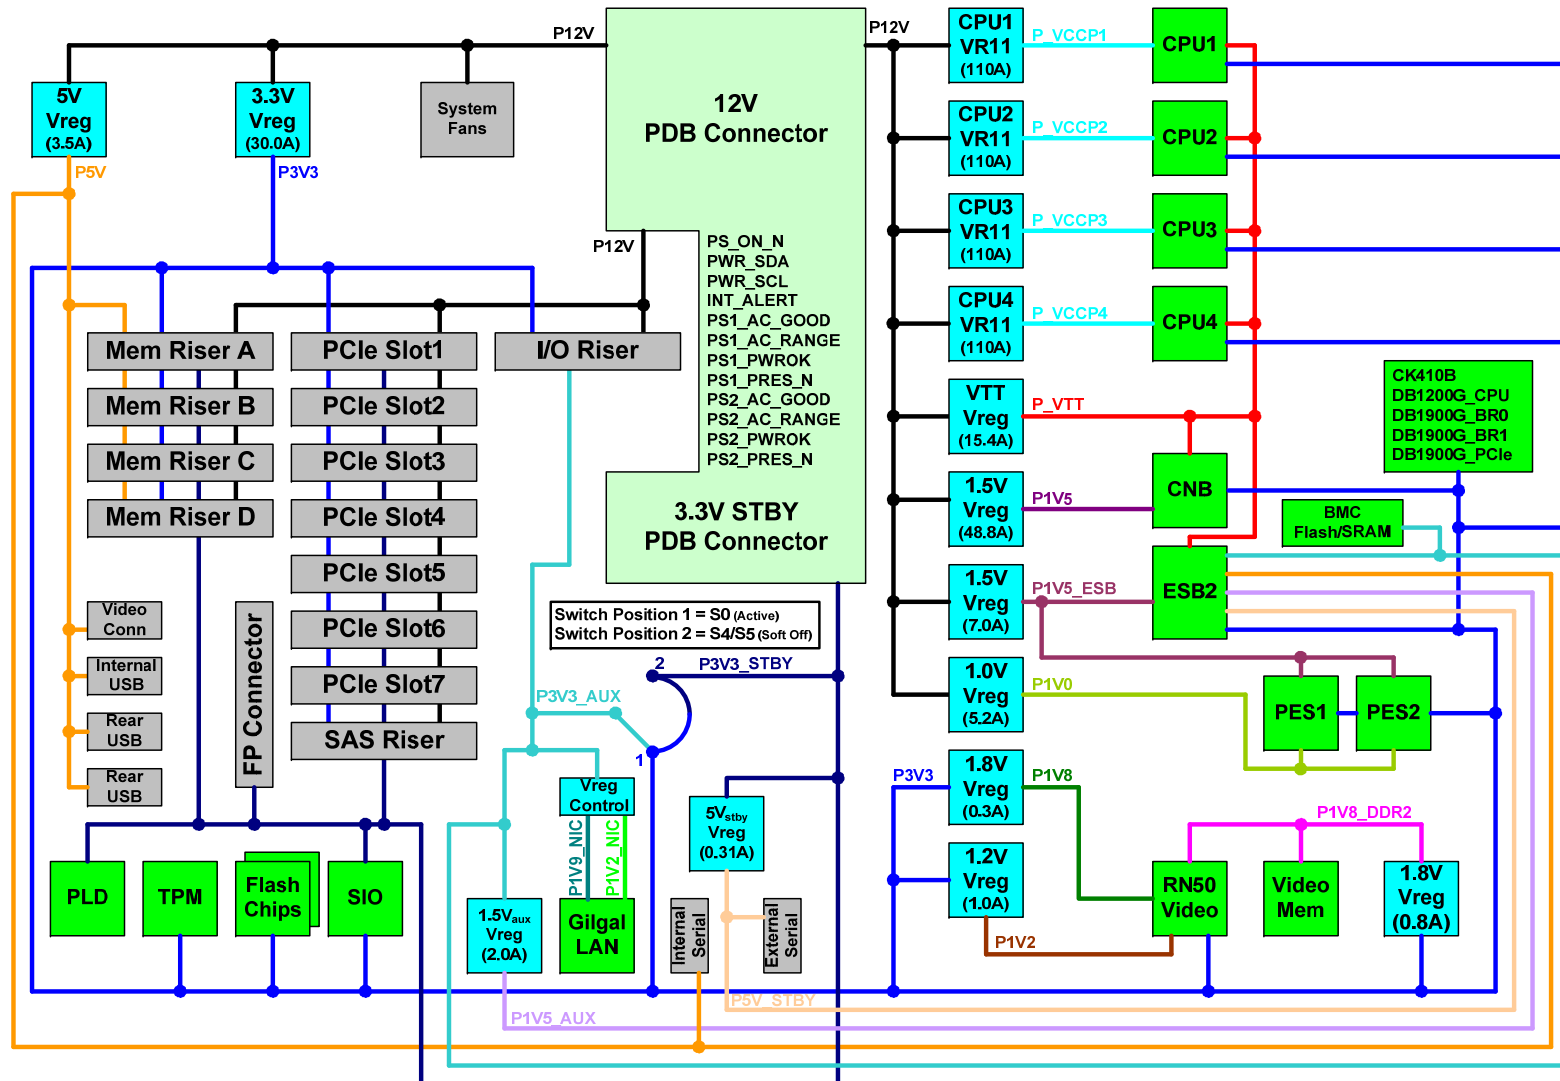 P12V
P12V
5V
Vreg
(3.5A)
3.3V
Vreg
(30.0A)
System
Fans
12V
PDB Connector
P5V
P3V3
P12V
PS_ON_N
PWR_SDA
PWR_SCL
INT_ALERT
PS1_AC_GOOD
PS1_AC_RANGE
PS1_PWROK
PS1_PRES_N
PS2_AC_GOOD
PS2_AC_RANGE
PS2_PWROK
PS2_PRES_N
3.3V STBY
PDB Connector
Mem Riser A
Mem Riser B
Mem Riser C
Mem Riser D
PCIe Slot1
PCIe Slot2
PCIe Slot3
PCIe Slot4
PCIe Slot5
PCIe Slot6
PCIe Slot7
SAS Riser
I/O Riser
CPU1
VR11
(110A)
P_VCCP1
CPU1
CPU2
VR11
(110A)
P_VCCP2
CPU2
CPU3
VR11
(110A)
P_VCCP3
CPU3
CPU4
VR11
(110A)
P_VCCP4
CPU4
VTT
Vreg
(15.4A)
P_VTT
CK410B
DB1200G_CPU
DB1900G_BR0
DB1900G_BR1
DB1900G_PCIe
1.5V
Vreg
(48.8A)
P1V5
CNB
BMC
Flash/SRAM
1.5V
Vreg
(7.0A)
P1V5_ESB
ESB2
1.0V
Vreg
(5.2A)
P1V0
PES1
PES2
P3V3
1.8V
Vreg
(0.3A)
P1V8
1.2V
Vreg
(1.0A)
P1V2
P1V8_DDR2
RN50
Video
Video
Mem
1.8V
Vreg
(0.8A)
Switch Position 1 = S0 (Active)
Switch Position 2 = S4/S5 (Soft Off)
2
P3V3_STBY
P3V3_AUX
1
Video
Conn
Internal
USB
Rear
USB
Rear
USB
FP Connector
Vreg
Control
P1V9_NIC
P1V2_NIC
5Vstby
Vreg
(0.31A)
PLD
TPM
Flash
Chips
SIO
1.5Vaux
Vreg
(2.0A)
Gilgal
LAN
Internal
Serial
External
Serial
P5V_STBY
P1V5_AUX